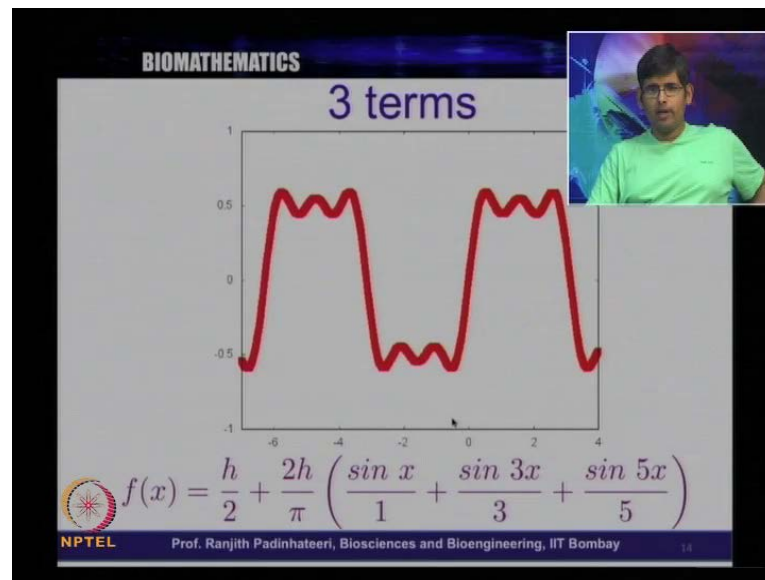 BIOMATHEMATICS
3 terms
1
0.5
0
-0.5
-1
-6 -4 -2 0 2 4
f(x) = h/2 + 2h/π ( sin x/1 + sin 3x/3 + sin 5x/5 )
NPTEL
Prof. Ranjith Padinhateeri, Biosciences and Bioengineering, IIT Bombay 14